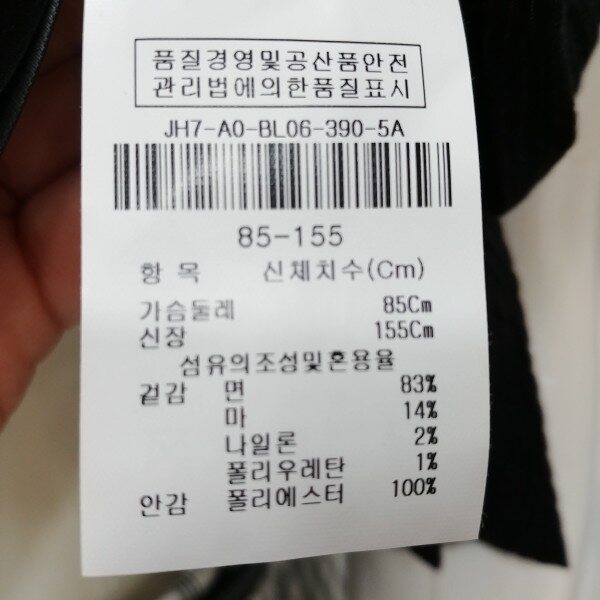 품질경영및공산품안전
관리법에의한품질표시
JH7-A0-BL06-390-5A
85-155
항 목 신체치수(Cm)
가슴둘레 85Cm
신장 155Cm
섬유의조성및혼용율
겉감 면 83%
마 14%
나일론 2%
폴리우레탄 1%
안감 폴리에스터 100%